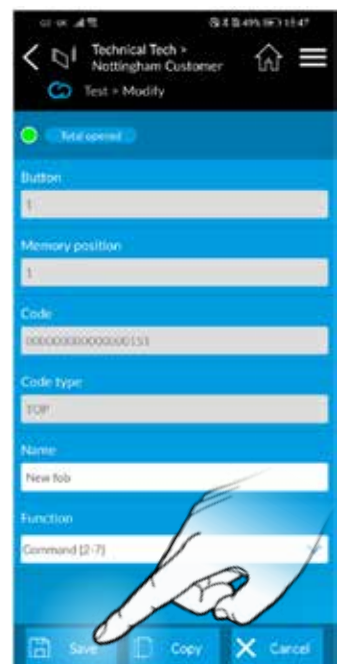 Technical Tech >
Nottingham Customer
Test > Modify
Total opened
Button
1
Memory position
1
Code
Code type
TOP
Name
New fob
Function
Command [2-7]
Save
Copy
Cancel